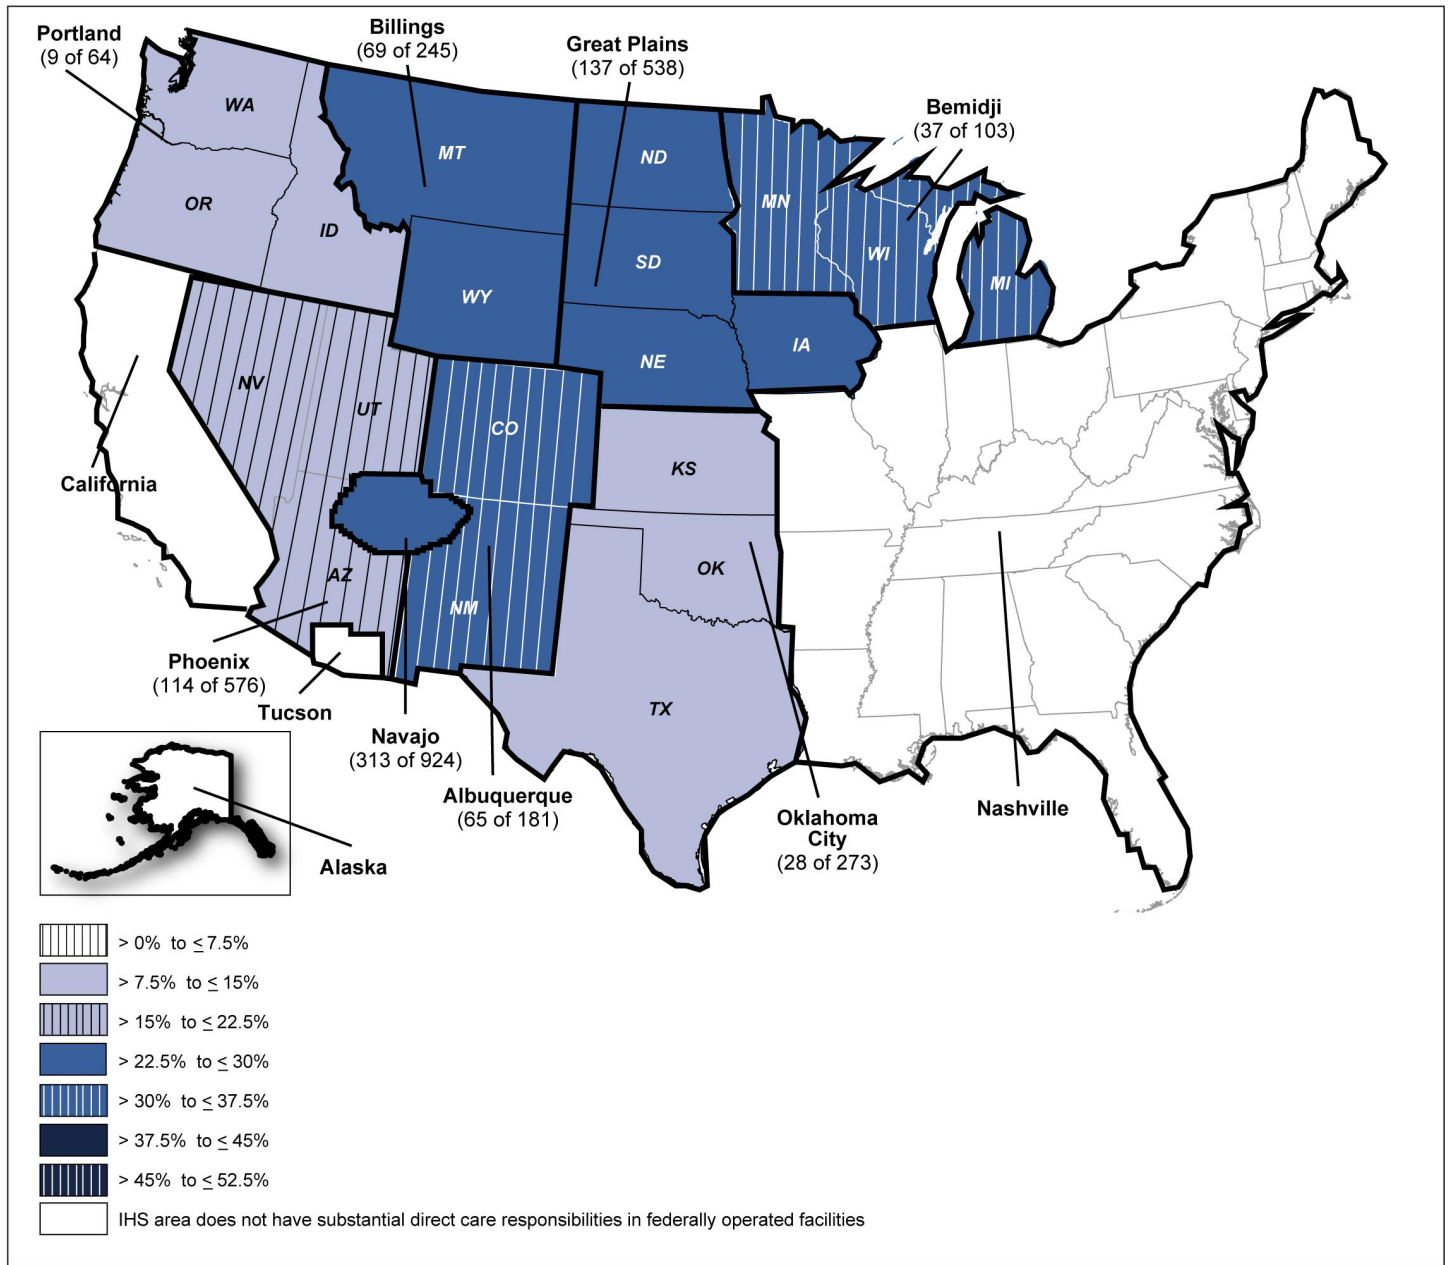 Portland
(9 of 64)
Billings
(69 of 245)
Great Plains
(137 of 538)
Bemidji
(37 of 103)
WA
OR
ID
MT
WY
ND
SD
NE
MN
WI
MI
IA
NV
UT
CO
KS
AZ
NM
OK
TX
California
Phoenix
(114 of 576)
Tucson
Navajo
(313 of 924)
Albuquerque
(65 of 181)
Oklahoma
City
(28 of 273)
Nashville
Alaska
> 0% to ≤ 7.5%
> 7.5% to ≤ 15%
> 15% to ≤ 22.5%
> 22.5% to ≤ 30%
> 30% to ≤ 37.5%
> 37.5% to ≤ 45%
> 45% to ≤ 52.5%
IHS area does not have substantial direct care responsibilities in federally operated facilities